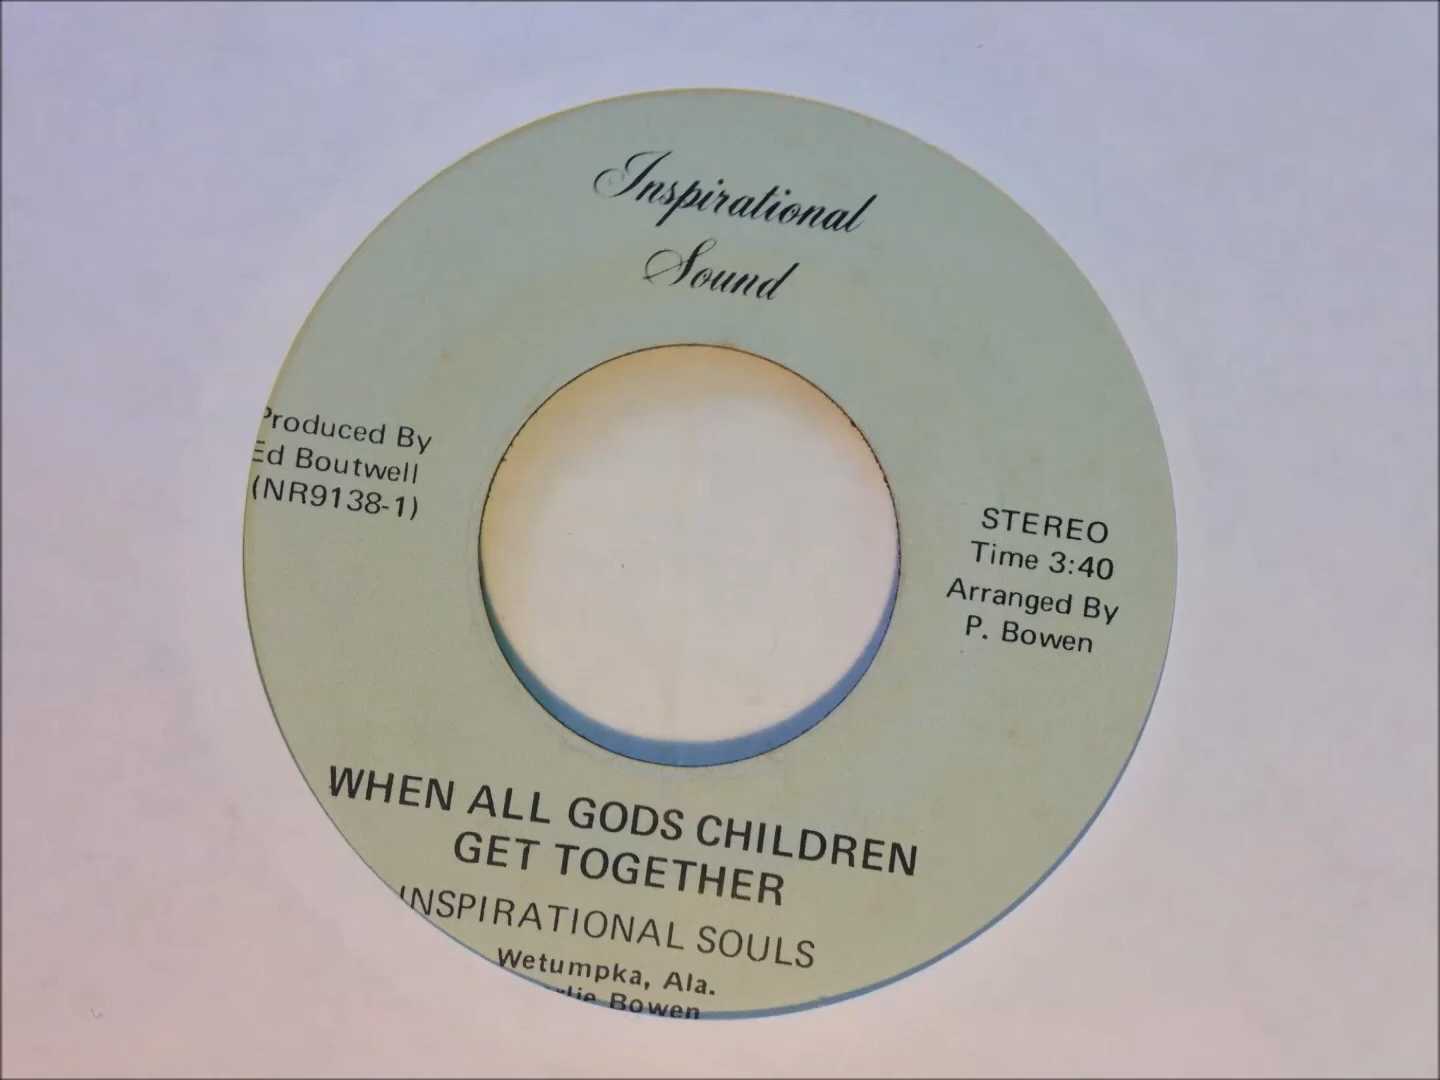 Inspirational
Sound
Produced By
Ed Boutwell
(NR9138-1)
STEREO
Time 3:40
Arranged By
P. Bowen
WHEN ALL GODS CHILDREN
GET TOGETHER
INSPIRATIONAL SOULS
Wetumpka, Ala.
Bowen